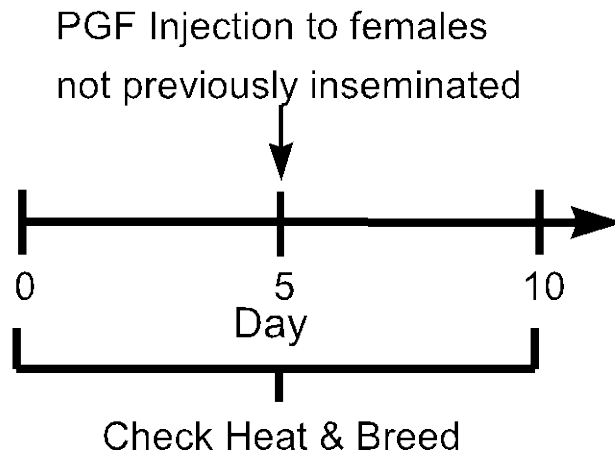 PGF Injection to females
not previously inseminated
0 5 10
Day
Check Heat & Breed